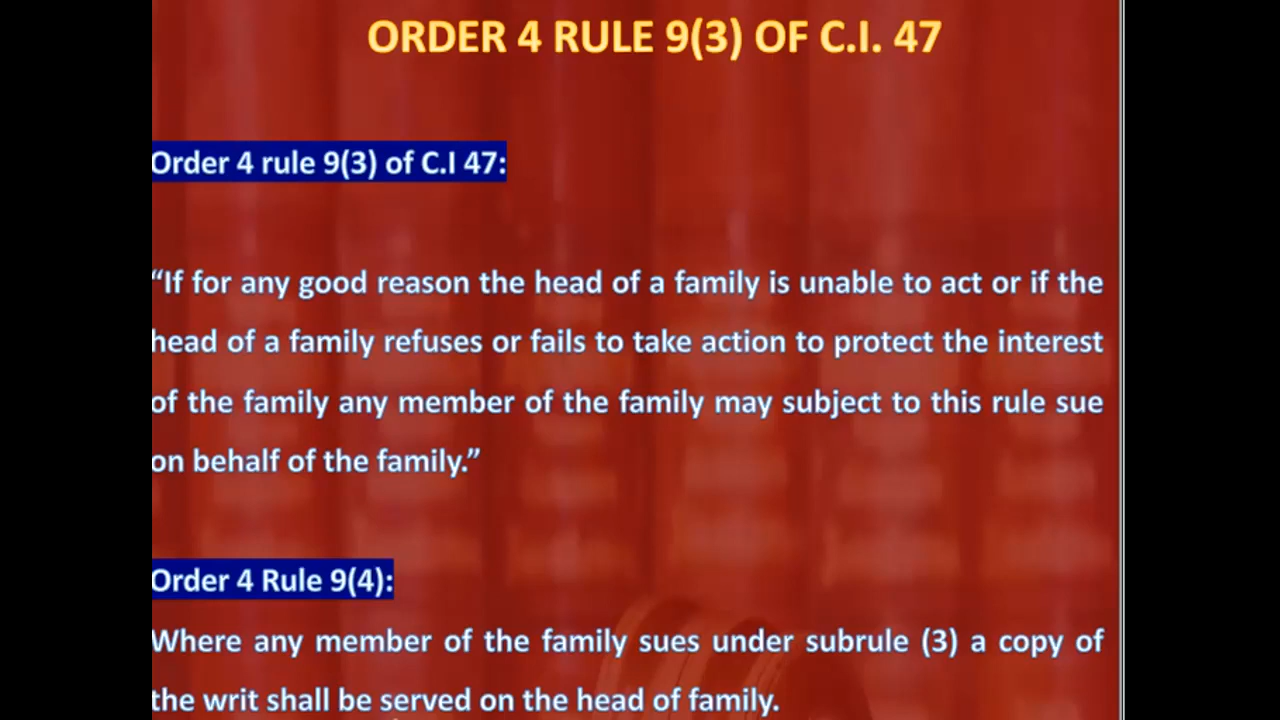 ORDER 4 RULE 9(3) OF C.I. 47
Order 4 rule 9(3) of C.I 47:
“If for any good reason the head of a family is unable to act or if the
head of a family refuses or fails to take action to protect the interest
of the family any member of the family may subject to this rule sue
on behalf of the family.”
Order 4 Rule 9(4):
Where any member of the family sues under subrule (3) a copy of
the writ shall be served on the head of family.